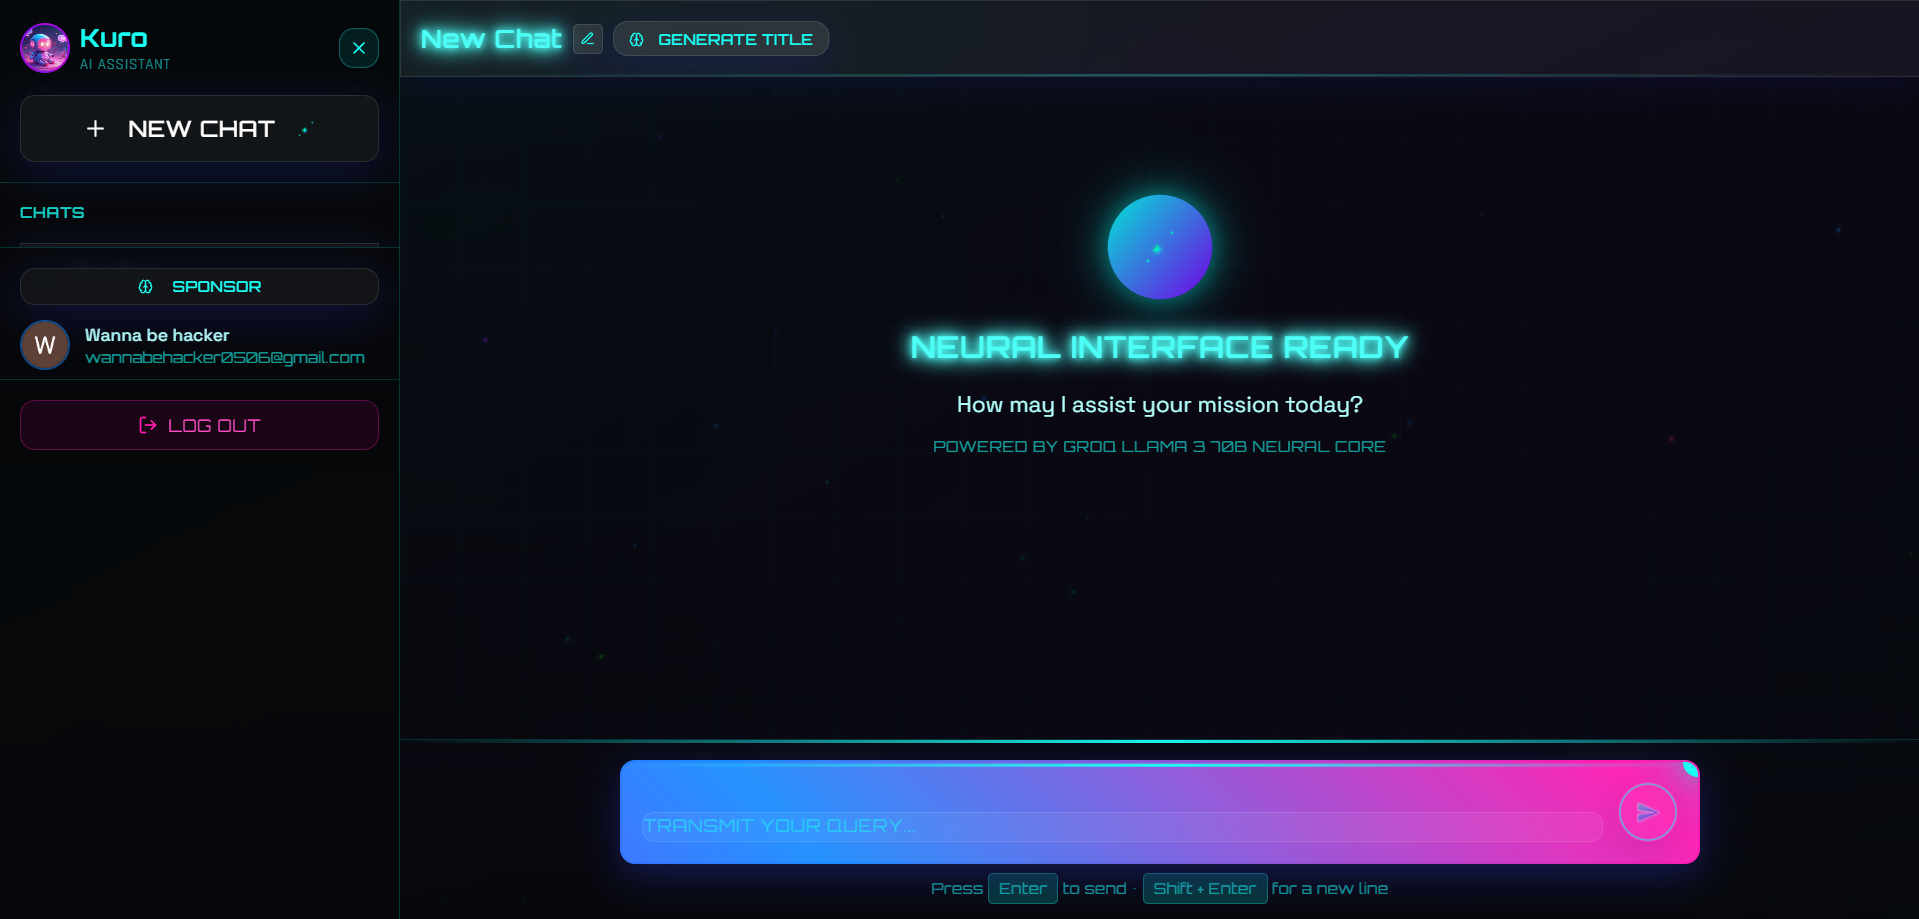 Kuro
AI ASSISTANT
NEW CHAT
CHATS
SPONSOR
W
Wanna be hacker
wannabehacker0506@gmail.com
LOG OUT
New Chat
GENERATE TITLE
NEURAL INTERFACE READY
How may I assist your mission today?
POWERED BY GROQ LLAMA 3 70B NEURAL CORE
TRANSMIT YOUR QUERY...
Press Enter to send · Shift + Enter for a new line